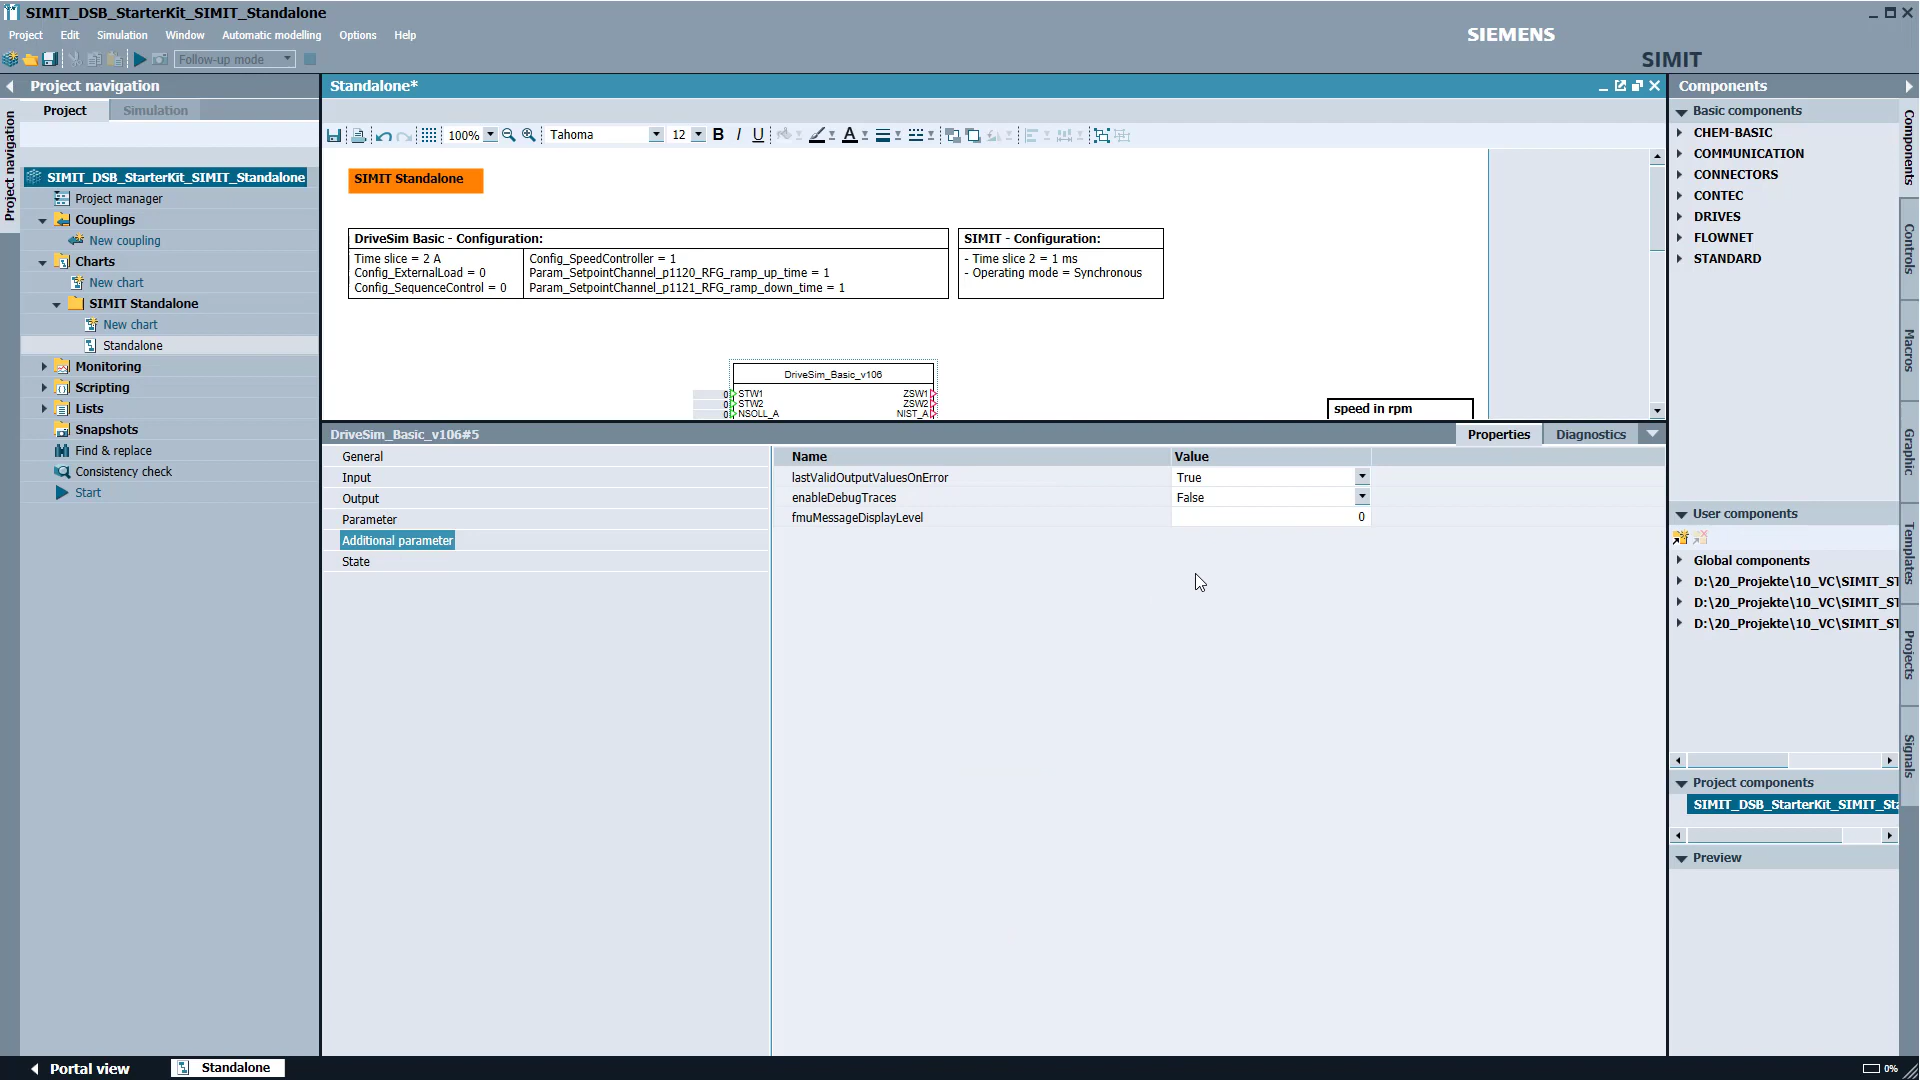 SIMIT_DSB_StarterKit_SIMIT_Standalone
Project Edit Simulation Window Automatic modelling Options Help
SIEMENS
SIMIT
Follow-up mode
Project navigation
Project Simulation
Project navigation
SIMIT_DSB_StarterKit_SIMIT_Standalone
Project manager
Couplings
New coupling
Charts
New chart
SIMIT Standalone
New chart
Standalone
Monitoring
Scripting
Lists
Snapshots
Find & replace
Consistency check
Start
Standalone*
100% Tahoma 12 B I U A
SIMIT Standalone
DriveSim Basic - Configuration:
Time slice = 2 A
Config_ExternalLoad = 0
Config_SequenceControl = 0
Config_SpeedController = 1
Param_SetpointChannel_p1120_RFG_ramp_up_time = 1
Param_SetpointChannel_p1121_RFG_ramp_down_time = 1
SIMIT - Configuration:
- Time slice 2 = 1 ms
- Operating mode = Synchronous
DriveSim_Basic_v106
0 STW1 ZSW1
0 STW2 ZSW2
0 NSOLL_A NIST_A
speed in rpm
DriveSim_Basic_v106#5
Properties Diagnostics
General
Input
Output
Parameter
Additional parameter
State
Name Value
lastValidOutputValuesOnError True
enableDebugTraces False
fmuMessageDisplayLevel 0
Components
Basic components
CHEM-BASIC
COMMUNICATION
CONNECTORS
CONTEC
DRIVES
FLOWNET
STANDARD
User components
Global components
D:\20_Projekte\10_VC\SIMIT_ST
D:\20_Projekte\10_VC\SIMIT_ST
D:\20_Projekte\10_VC\SIMIT_ST
Project components
SIMIT_DSB_StarterKit_SIMIT_Sta
Preview
Components
Controls
Macros
Graphic
Templates
Projects
Signals
Portal view Standalone
0%